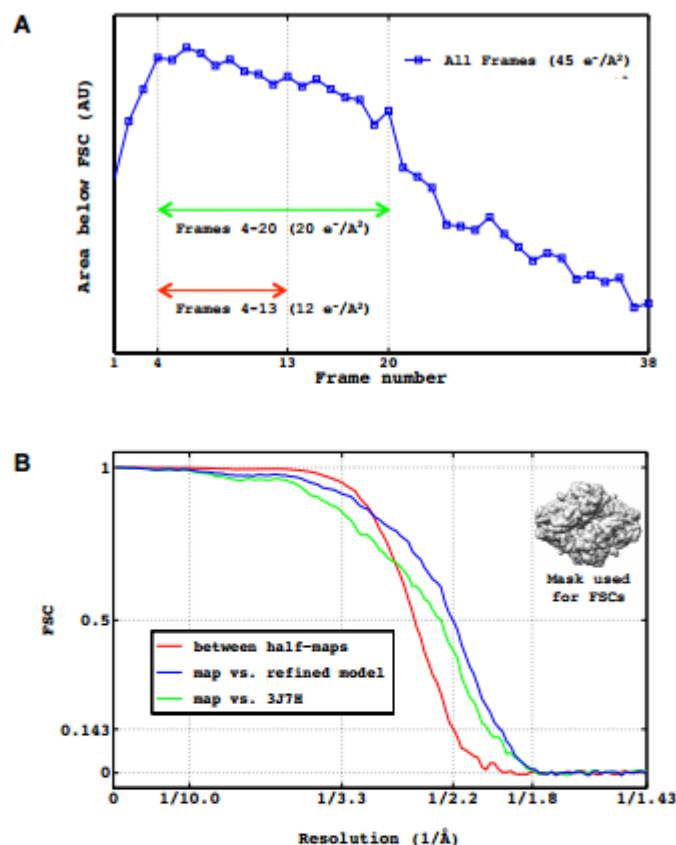 A
All Frames (45 e⁻/A²)
Area below FSC (AU)
Frames 4-20 (20 e⁻/A²)
Frames 4-13 (12 e⁻/A²)
1 4 13 20 38
Frame number
B
1
Mask used
for FSCs
FSC
0.5
between half-maps
map vs. refined model
map vs. 3J7H
0.143
0
0 1/10.0 1/3.3 1/2.2 1/1.8 1/1.43
Resolution (1/Å)